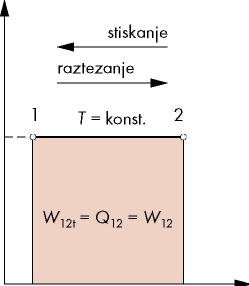 stiskanje
raztezanje
1 T = konst. 2
W₁₂ₜ = Q₁₂ = W₁₂